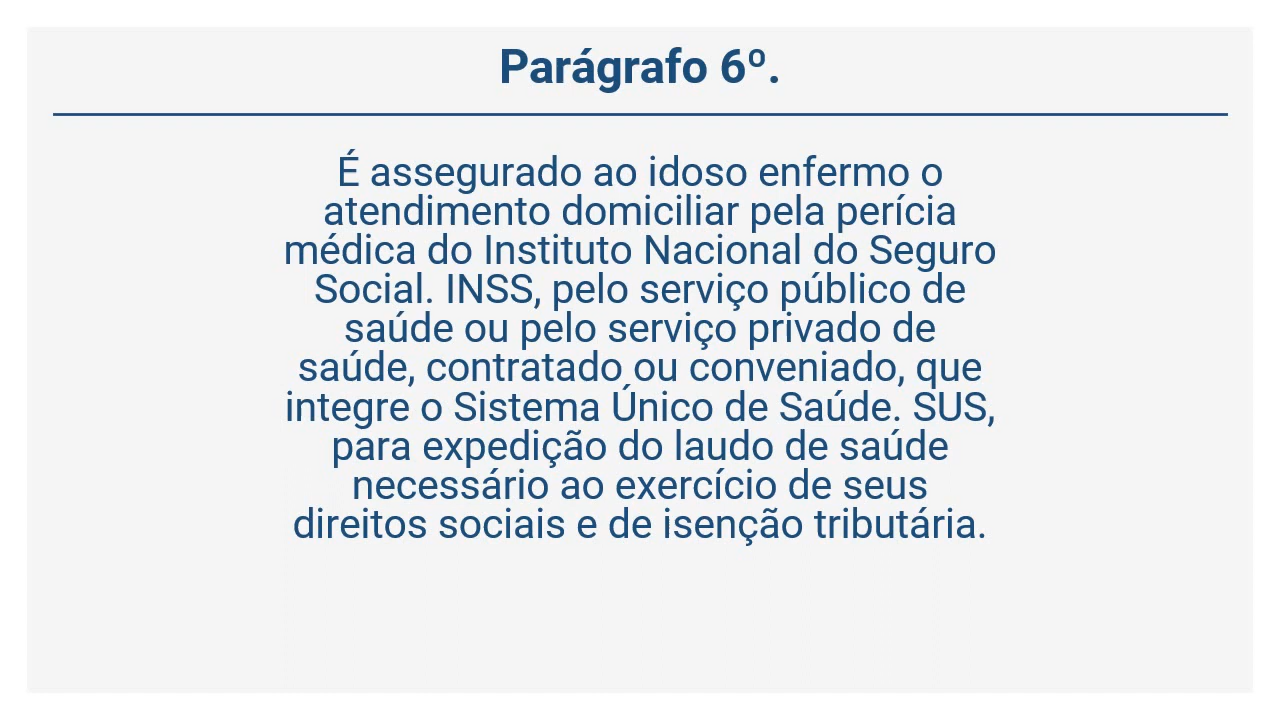 Parágrafo 6º.
É assegurado ao idoso enfermo o
atendimento domiciliar pela perícia
médica do Instituto Nacional do Seguro
Social. INSS, pelo serviço público de
saúde ou pelo serviço privado de
saúde, contratado ou conveniado, que
integre o Sistema Único de Saúde. SUS,
para expedição do laudo de saúde
necessário ao exercício de seus
direitos sociais e de isenção tributária.